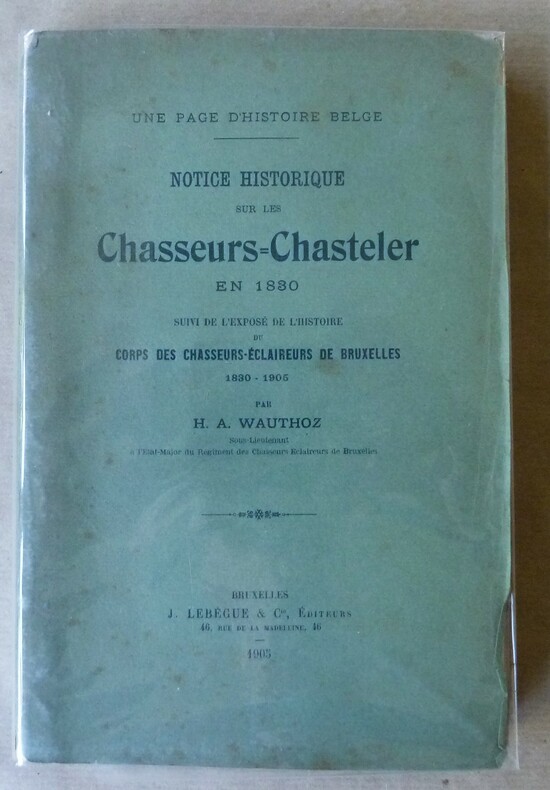 UNE PAGE D'HISTOIRE BELGE
NOTICE HISTORIQUE
SUR LES
Chasseurs=Chasteler
EN 1830
SUIVI DE L'EXPOSÉ DE L'HISTOIRE
DU
CORPS DES CHASSEURS-ÉCLAIREURS DE BRUXELLES
1830 - 1905
PAR
H. A. WAUTHOZ
Sous-Lieutenant
à l'Etat-Major du Régiment des Chasseurs Eclaireurs de Bruxelles
BRUXELLES
J. LEBÈGUE & Cie, ÉDITEURS
46, RUE DE LA MADELEINE, 46
1905